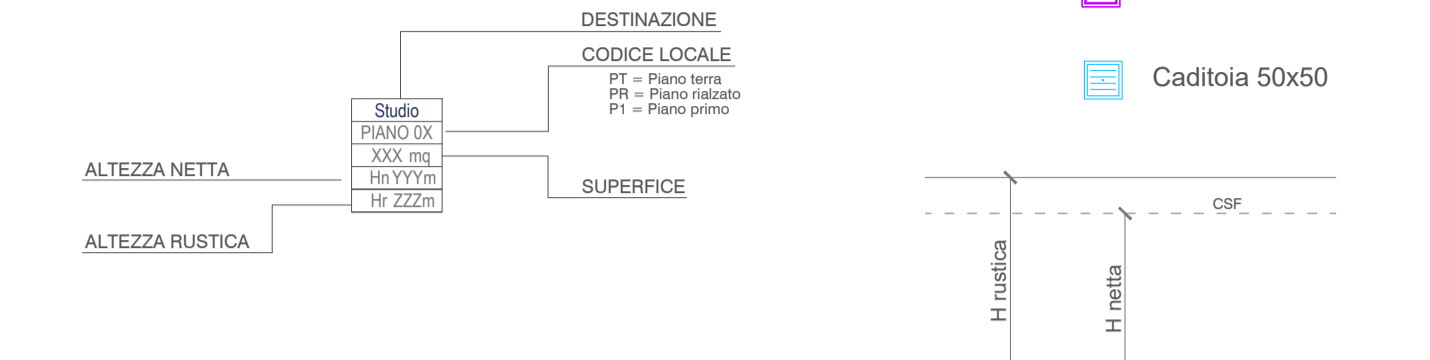 DESTINAZIONE
CODICE LOCALE
PT = Piano terra
PR = Piano rialzato
P1 = Piano primo
Studio
PIANO 0X
XXX mq
Hn YYYm
Hr ZZZm
ALTEZZA NETTA
SUPERFICE
ALTEZZA RUSTICA
Caditoia 50x50
CSF
H rustica
H netta